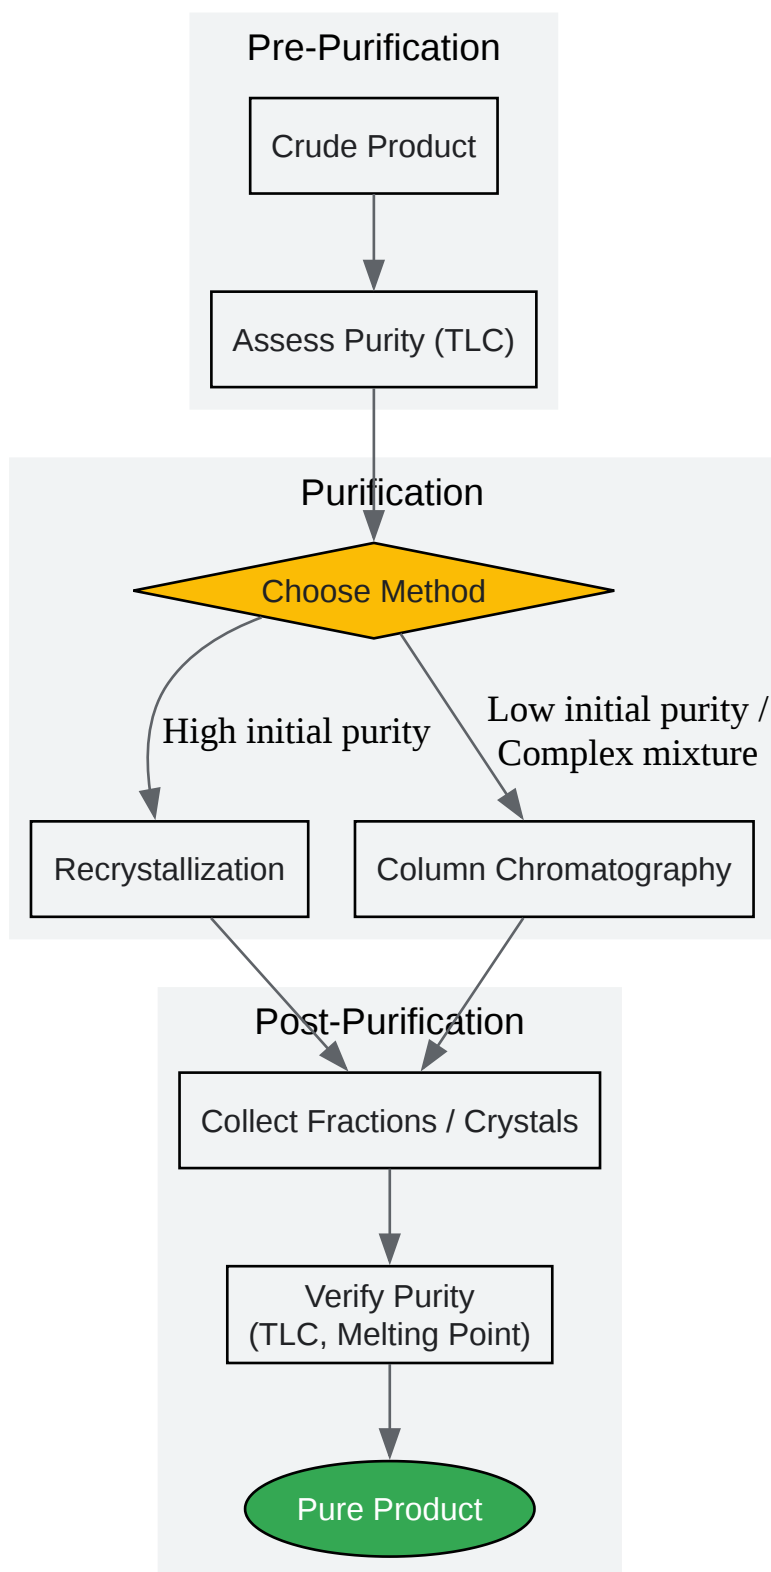 Pre-Purification
Crude Product
Assess Purity (TLC)
Purification
Choose Method
High initial purity
Low initial purity /
Complex mixture
Recrystallization
Column Chromatography
Post-Purification
Collect Fractions / Crystals
Verify Purity
(TLC, Melting Point)
Pure Product